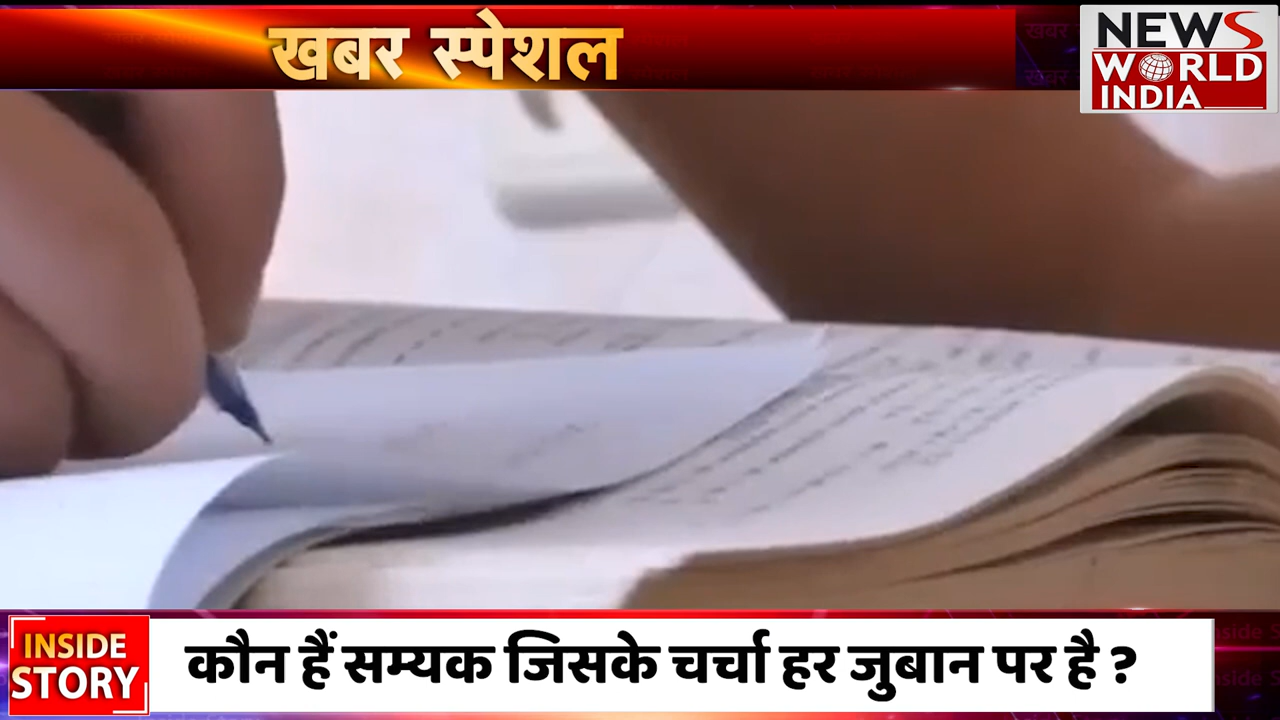 खबर स्पेशल
NEWS
WORLD
INDIA
INSIDE
STORY
कौन हैं सम्यक जिसके चर्चा हर जुबान पर है ?